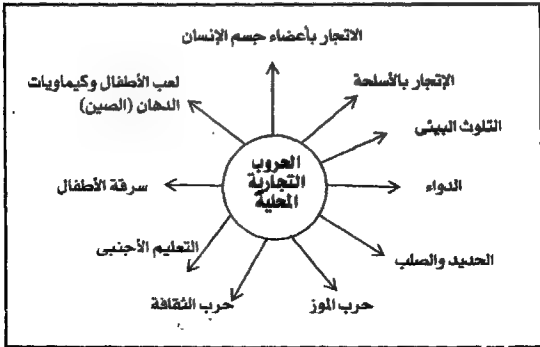 الاتجار بأعضاء جسم الإنسان
الإتجار بالأسلحة
لعب الأطفال وكيماويات
الدهان (الصين)
التلوث البيئى
الحروب
التجارية
المحلية
الدواء
سرقة الأطفال
الحديد والصلب
التعليم الأجنبى
حرب الموز
حرب الثقافة